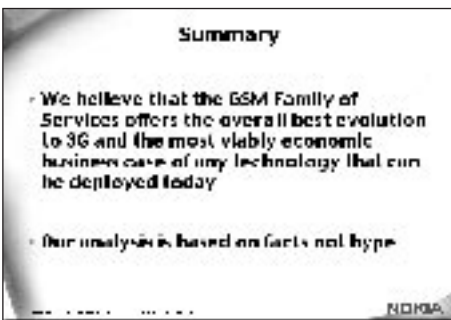 Summary
We believe that the GSM Family of
Services offers the overall best evolution
to 3G and the most viably economic
business case of any technology that can
be deployed today
Our analysis is based on facts not hype
NOKIA